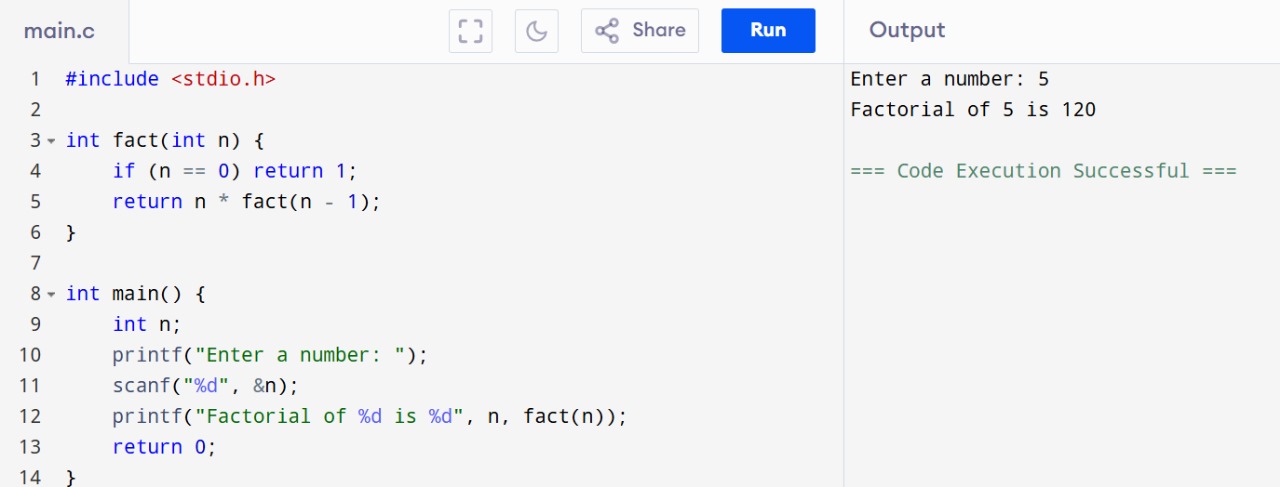 main.c
Share
Run
Output
1 #include <stdio.h>
2
3 int fact(int n) {
4     if (n == 0) return 1;
5     return n * fact(n - 1);
6 }
7
8 int main() {
9     int n;
10     printf("Enter a number: ");
11     scanf("%d", &n);
12     printf("Factorial of %d is %d", n, fact(n));
13     return 0;
14 }
Enter a number: 5
Factorial of 5 is 120
=== Code Execution Successful ===